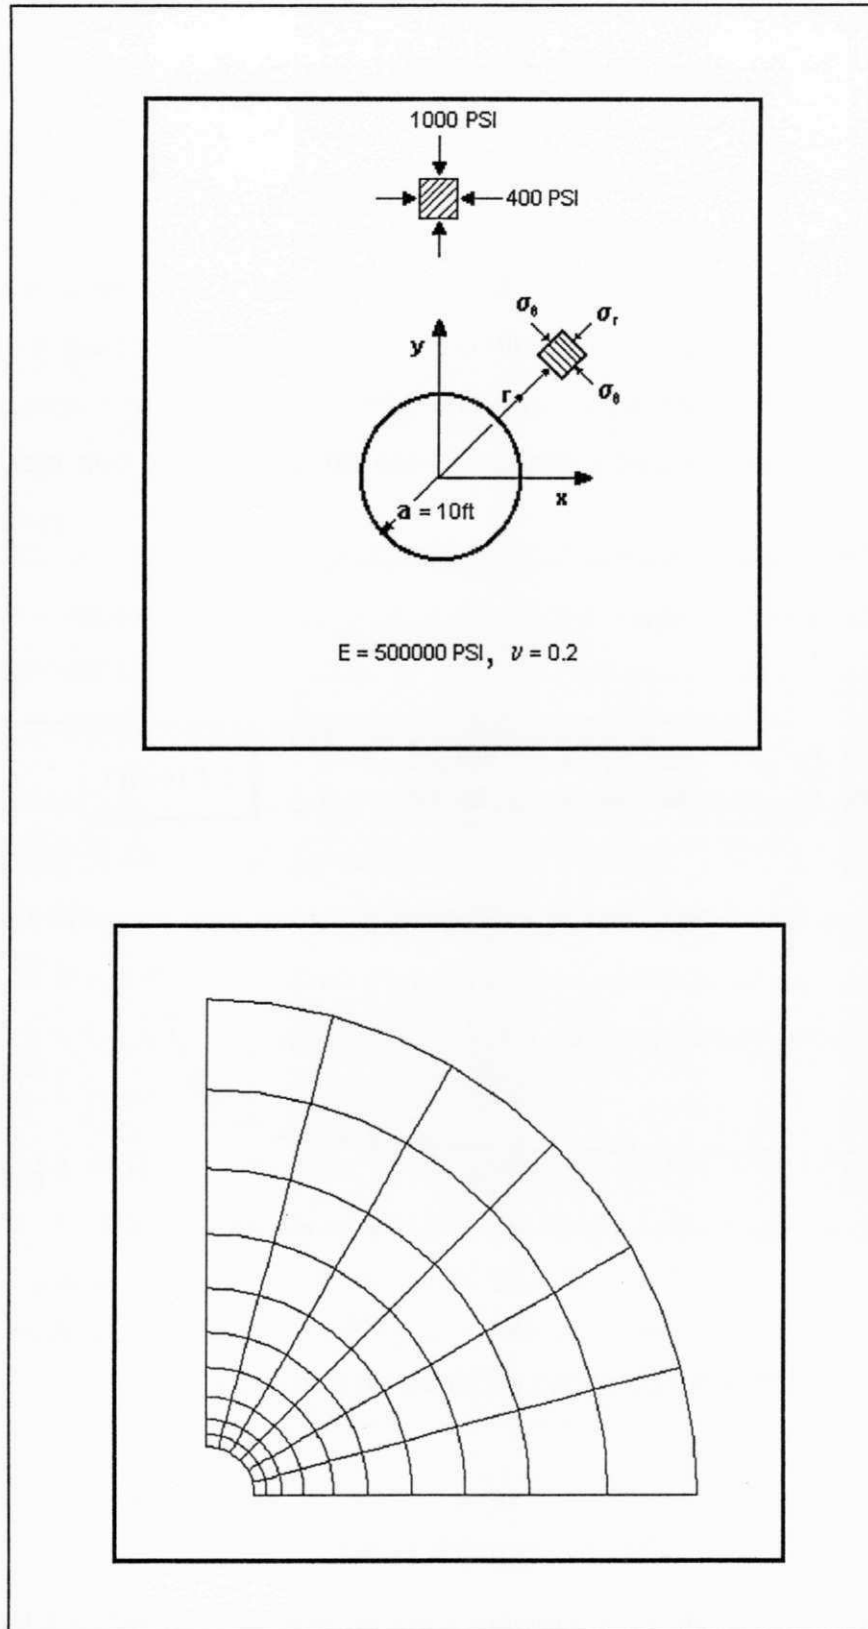 1000 PSI
400 PSI
σθ σr
y
r
σθ
x
a = 10ft
E = 500000 PSI, ν = 0.2